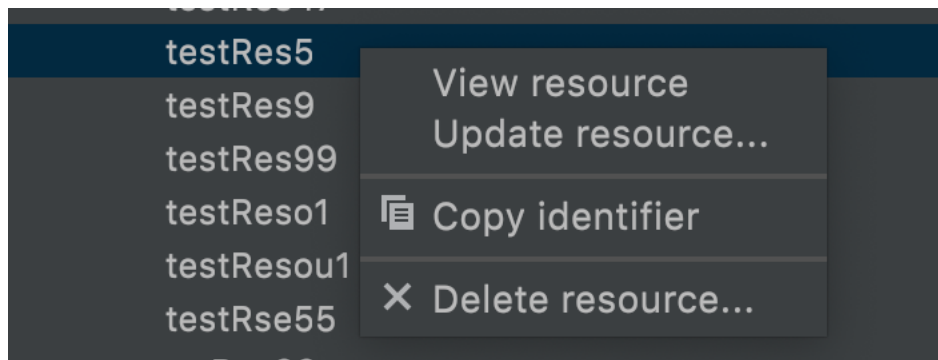 testRes5
testRes9
testRes99
testReso1
testResou1
testRse55
View resource
Update resource...
Copy identifier
Delete resource...